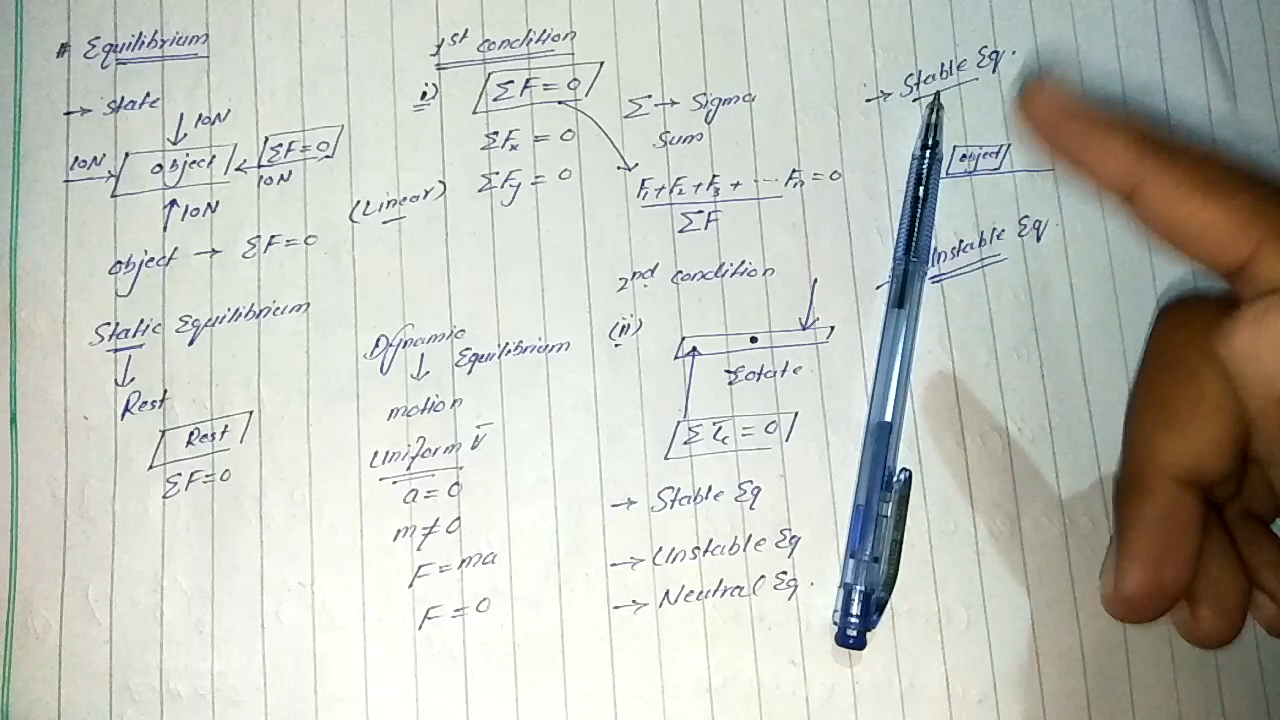 # Equilibrium
→ State
↓ 10N
10N → Object ← 10N
ΣF = 0
↑ 10N
object → ΣF = 0
Static Equilibrium
↓
Rest
Rest
ΣF = 0
1st condition
i) ΣF = 0
ΣFx = 0
ΣFy = 0
(Linear)
Σ → Sigma
Sum
F1 + F2 + F3 + ---- Fn = 0
ΣF
Dynamic Equilibrium
↓
motion
Uniform v̄
a = 0
m ≠ 0
F = ma
F = 0
2nd condition
(ii)
Στ = 0
→ Stable Eq
→ Unstable Eq
→ Neutral Eq.
→ Stable Eq.
object
nstable Eq.